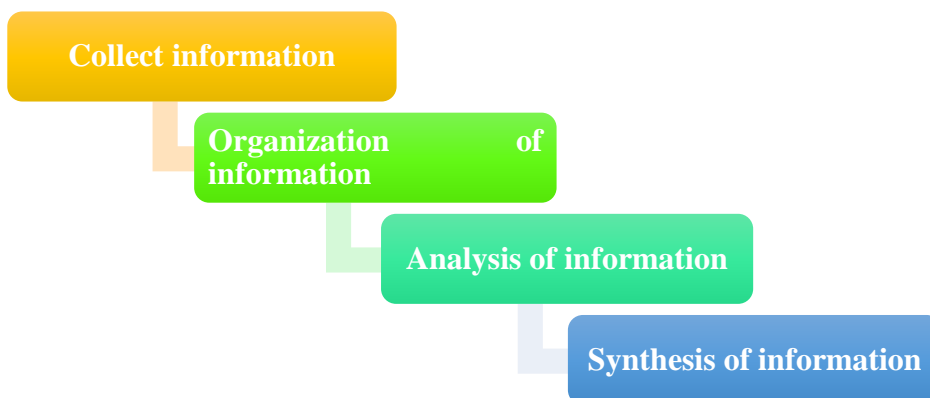 Collect information
Organization of
information
Analysis of information
Synthesis of information